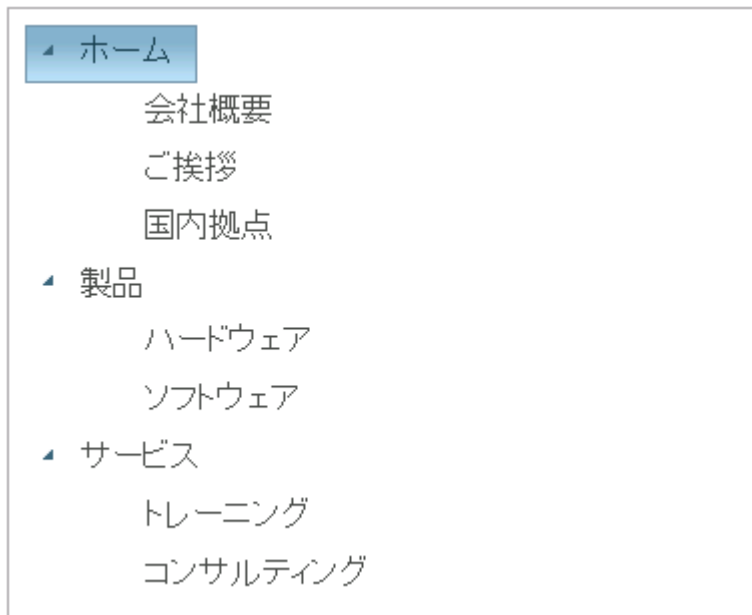 ホーム
会社概要
ご挨拶
国内拠点
製品
ハードウェア
ソフトウェア
サービス
トレーニング
コンサルティング